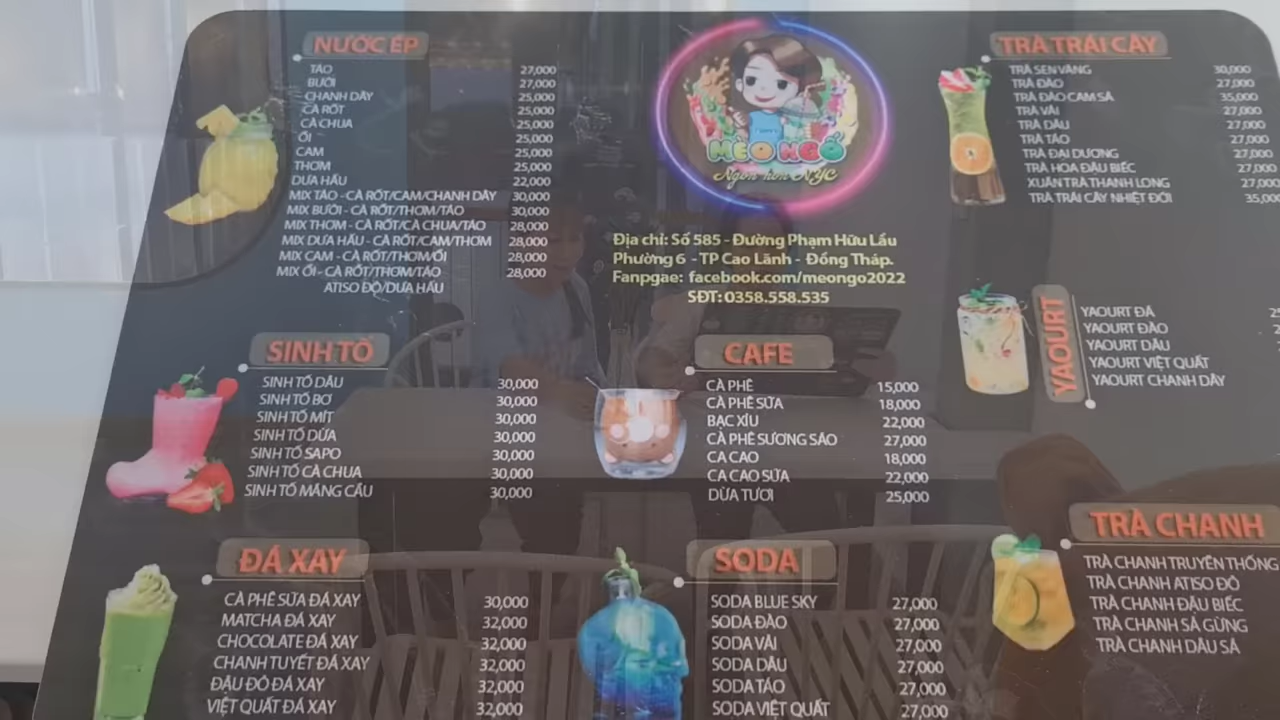 NƯỚC ÉP
TÁO 27,000
BƯỞI 27,000
CHANH DÂY 25,000
CÀ RỐT 25,000
CÀ CHUA 25,000
ỔI 25,000
CAM 25,000
THƠM 25,000
DƯA HẤU 22,000
MIX TÁO - CÀ RỐT/CAM/CHANH DÂY 30,000
MIX BƯỞI - CÀ RỐT/THƠM/TÁO 30,000
MIX THƠM - CÀ RỐT/CÀ CHUA/TÁO 28,000
MIX DƯA HẤU - CÀ RỐT/CAM/THƠM 28,000
MIX CAM - CÀ RỐT/THƠM/ỔI 28,000
MIX ỔI - CÀ RỐT/THƠM/TÁO 28,000
ATISO ĐỎ/DƯA HẤU
MÈO NGỐ
Ngon hơn NYC
Địa chỉ: Số 585 - Đường Phạm Hữu Lầu
Phường 6 - TP Cao Lãnh - Đồng Tháp.
Fanpgae: facebook.com/meongo2022
SĐT: 0358.558.535
TRÀ TRÁI CÂY
TRÀ SEN VÀNG 30,000
TRÀ ĐÀO 27,000
TRÀ ĐÀO CAM SẢ 35,000
TRÀ VẢI 27,000
TRÀ DÂU 27,000
TRÀ TÁO 27,000
TRÀ ĐẠI DƯƠNG 27,000
TRÀ HOA ĐẬU BIẾC 27,000
XUÂN TRÀ THANH LONG 27,000
TRÀ TRÁI CÂY NHIỆT ĐỚI 35,000
YAOURT
YAOURT ĐÁ
YAOURT ĐÀO
YAOURT DÂU
YAOURT VIỆT QUẤT
YAOURT CHANH DÂY
SINH TỐ
SINH TỐ DÂU 30,000
SINH TỐ BƠ 30,000
SINH TỐ MÍT 30,000
SINH TỐ DỪA 30,000
SINH TỐ SAPO 30,000
SINH TỐ CÀ CHUA 30,000
SINH TỐ MÃNG CẦU 30,000
CAFE
CÀ PHÊ 15,000
CÀ PHÊ SỮA 18,000
BẠC XỈU 22,000
CÀ PHÊ SƯƠNG SÁO 27,000
CA CAO 18,000
CA CAO SỮA 22,000
DỪA TƯƠI 25,000
TRÀ CHANH
TRÀ CHANH TRUYỀN THỐNG
TRÀ CHANH ATISO ĐỎ
TRÀ CHANH ĐẬU BIẾC
TRÀ CHANH SẢ GỪNG
TRÀ CHANH DÂU SẢ
ĐÁ XAY
CÀ PHÊ SỮA ĐÁ XAY 30,000
MATCHA ĐÁ XAY 32,000
CHOCOLATE ĐÁ XAY 32,000
CHANH TUYẾT ĐÁ XAY 32,000
ĐẬU ĐỎ ĐÁ XAY 32,000
VIỆT QUẤT ĐÁ XAY 32,000
SODA
SODA BLUE SKY 27,000
SODA ĐÀO 27,000
SODA VẢI 27,000
SODA DÂU 27,000
SODA TÁO 27,000
SODA VIỆT QUẤT 27,000